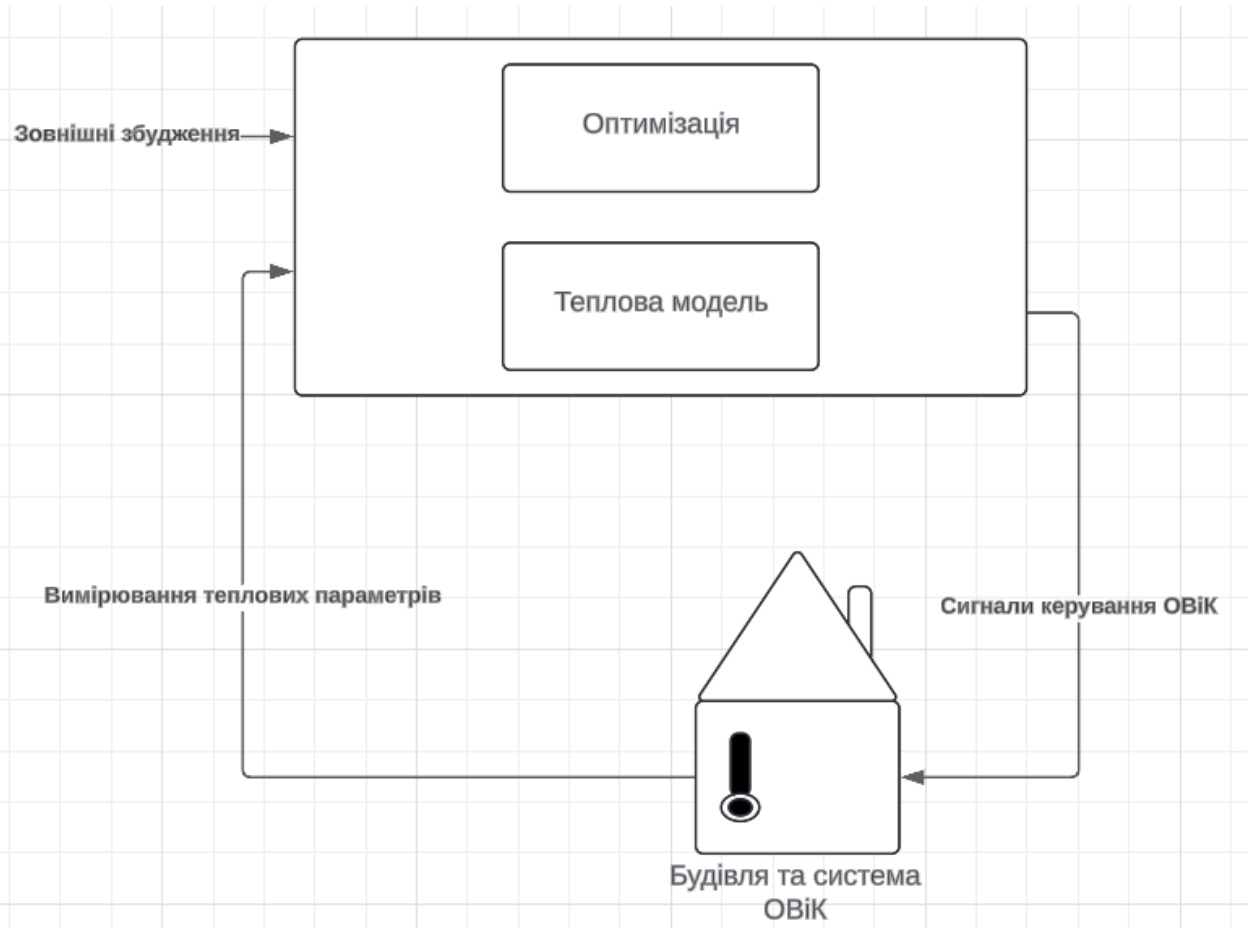 Оптимізація
Зовнішні збудження
Теплова модель
Вимірювання теплових параметрів
Сигнали керування ОВіК
Будівля та система
ОВіК